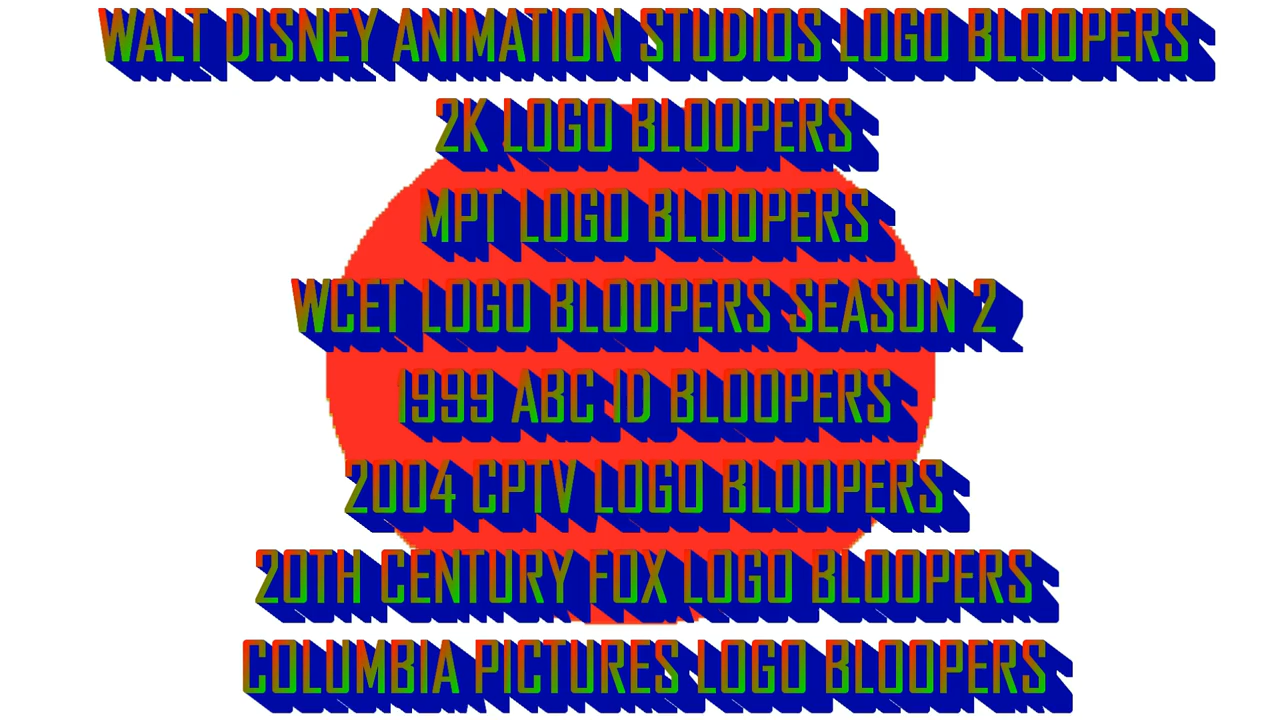 WALT DISNEY ANIMATION STUDIOS LOGO BLOOPERS
2K LOGO BLOOPERS
MPT LOGO BLOOPERS
WCET LOGO BLOOPERS SEASON 2
1999 ABC ID BLOOPERS
2004 CPTV LOGO BLOOPERS
20TH CENTURY FOX LOGO BLOOPERS
COLUMBIA PICTURES LOGO BLOOPERS